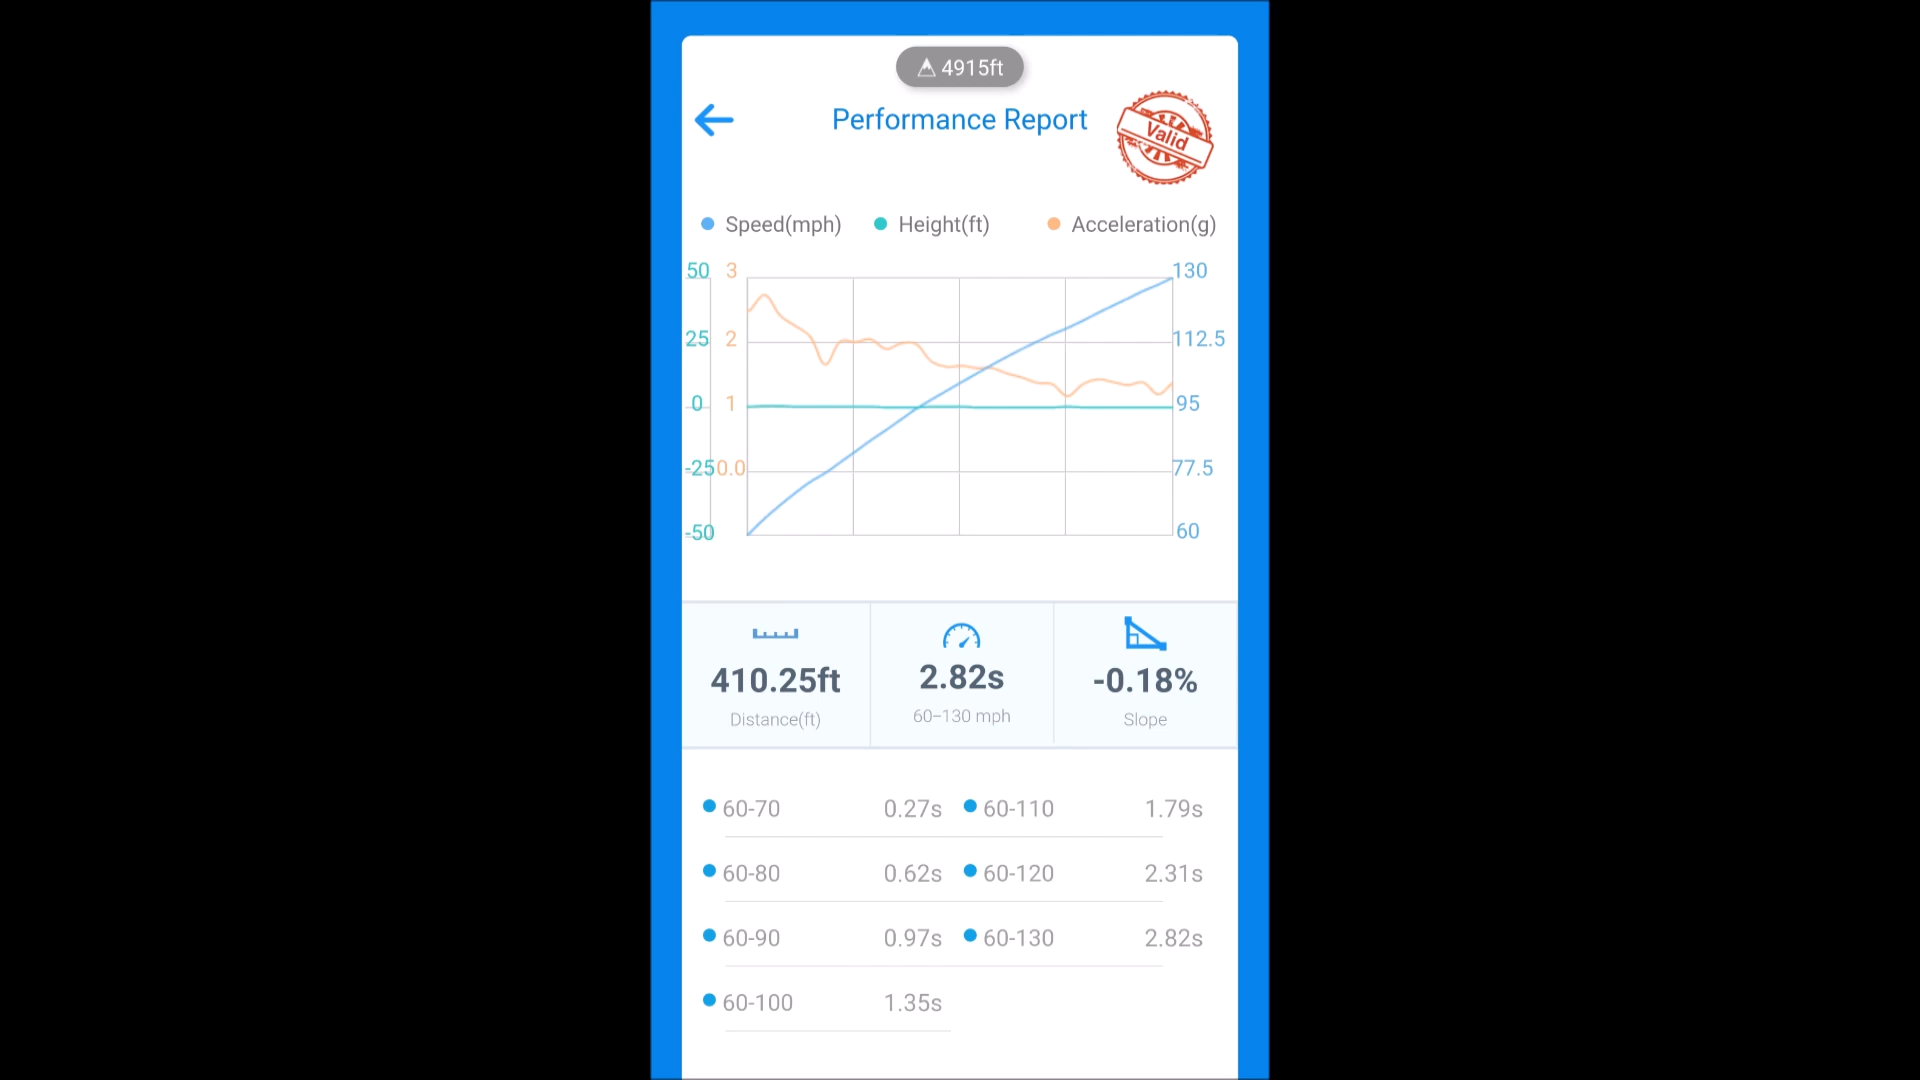 4915ft
Performance Report
Valid
Speed(mph) Height(ft) Acceleration(g)
50 3 130
25 2 112.5
0 1 95
-25 0.0 77.5
-50 60
410.25ft 2.82s -0.18%
Distance(ft) 60-130 mph Slope
60-70 0.27s 60-110 1.79s
60-80 0.62s 60-120 2.31s
60-90 0.97s 60-130 2.82s
60-100 1.35s